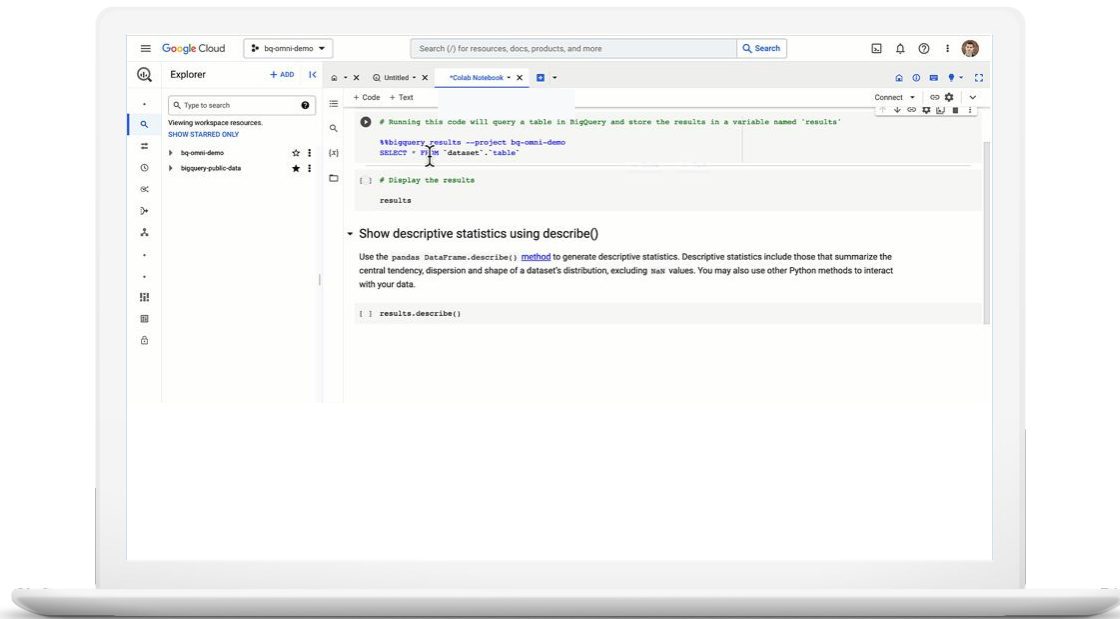 Google Cloud
bq-omni-demo
Search (/) for resources, docs, products, and more
Search
Explorer
+ ADD
Untitled
*Colab Notebook
Type to search
Viewing workspace resources.
SHOW STARRED ONLY
bq-omni-demo
bigquery-public-data
+ Code + Text
Connect
{x}
# Running this code will query a table in BigQuery and store the results in a variable named 'results'
%%bigquery results --project bq-omni-demo
SELECT * FROM `dataset`.`table`
[ ] # Display the results
results
Show descriptive statistics using describe()
Use the pandas DataFrame.describe() method to generate descriptive statistics. Descriptive statistics include those that summarize the
central tendency, dispersion and shape of a dataset's distribution, excluding NaN values. You may also use other Python methods to interact
with your data.
[ ] results.describe()